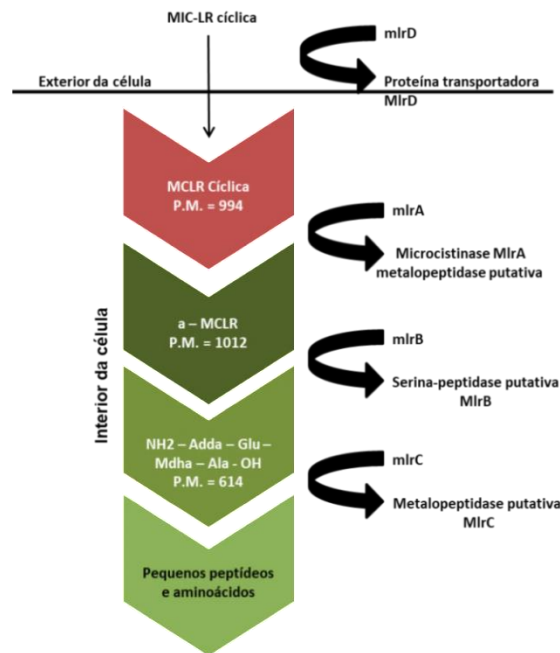 MIC-LR cíclica
mlrD
Exterior da célula
Proteína transportadora
MlrD
MCLR Cíclica
P.M. = 994
mlrA
Microcistinase MlrA
metalopeptidase putativa
a – MCLR
P.M. = 1012
mlrB
Serina-peptidase putativa
MlrB
Interior da célula
NH2 – Adda – Glu –
Mdha – Ala - OH
P.M. = 614
mlrC
Metalopeptidase putativa
MlrC
Pequenos peptídeos
e aminoácidos